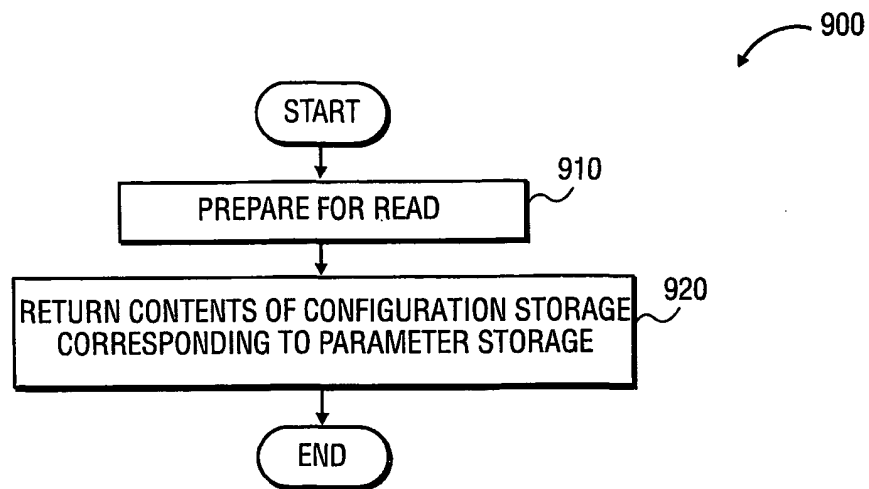 900
START
910
PREPARE FOR READ
920
RETURN CONTENTS OF CONFIGURATION STORAGE
CORRESPONDING TO PARAMETER STORAGE
END